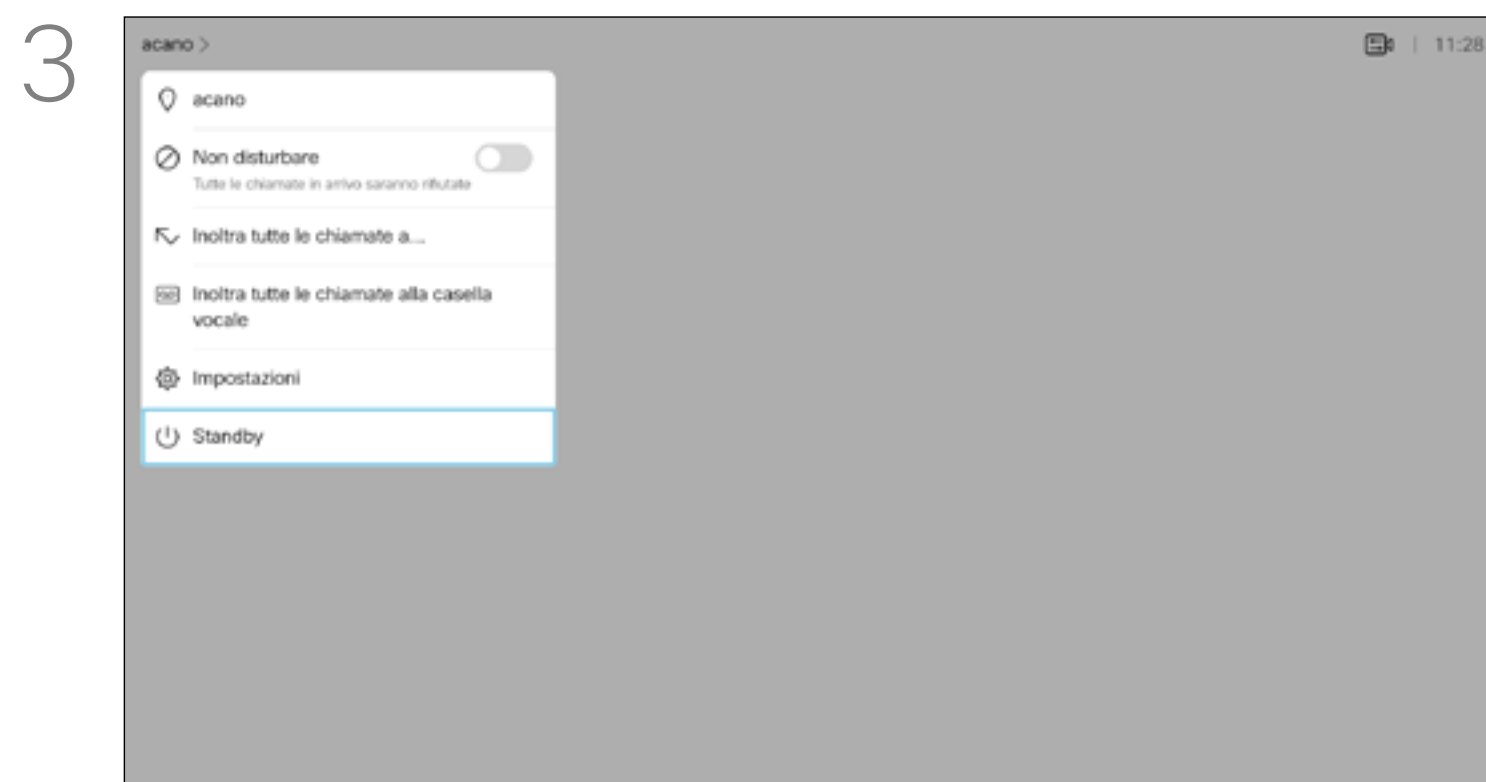 3
acano >
11:28
acano
Non disturbare
Tutte le chiamate in arrivo saranno rifiutate
Inoltra tutte le chiamate a...
Inoltra tutte le chiamate alla casella
vocale
Impostazioni
Standby